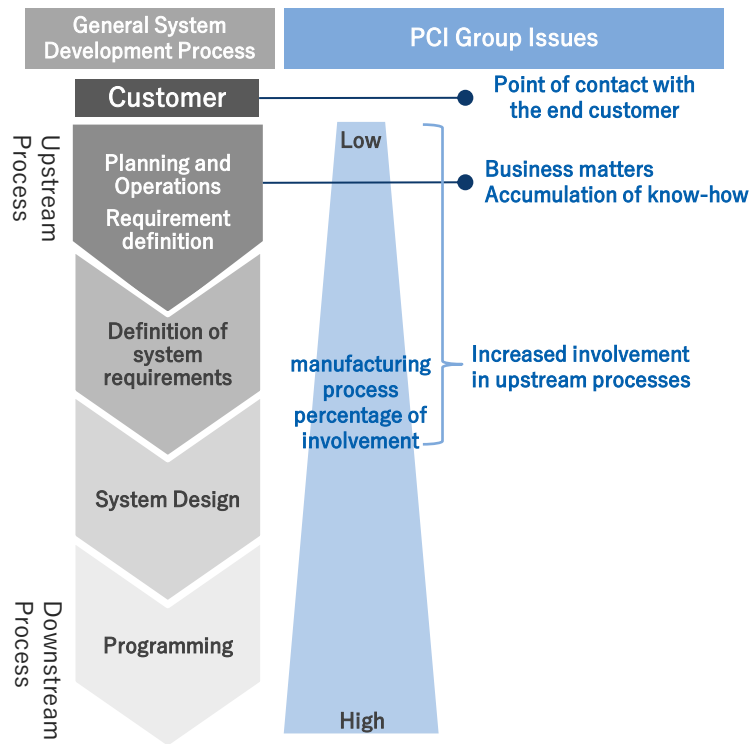 General System
Development Process
PCI Group Issues
Customer
Point of contact with
the end customer
Upstream
Process
Planning and
Operations
Requirement
definition
Low
Business matters
Accumulation of know-how
Definition of
system
requirements
manufacturing
process
percentage of
involvement
Increased involvement
in upstream processes
System Design
Downstream
Process
Programming
High